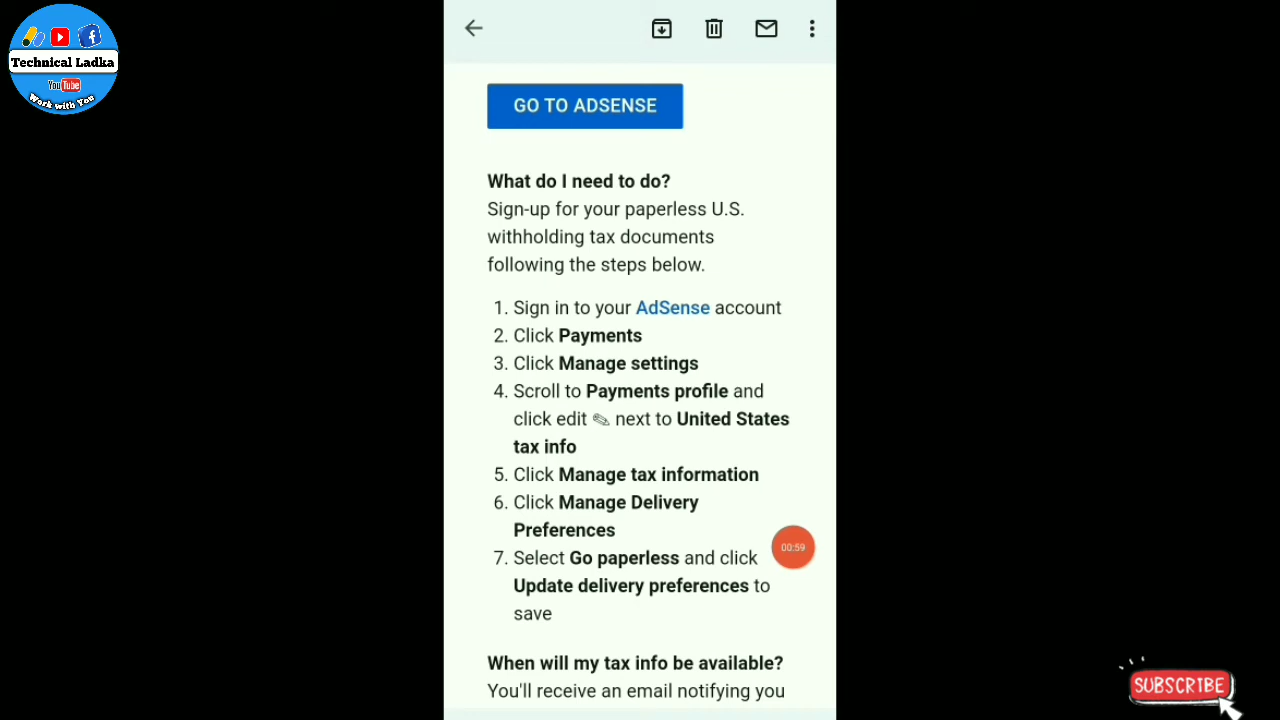 Technical Ladka
YouTube
Work with You
GO TO ADSENSE
What do I need to do?
Sign-up for your paperless U.S.
withholding tax documents
following the steps below.
1. Sign in to your AdSense account
2. Click Payments
3. Click Manage settings
4. Scroll to Payments profile and
click edit ✎ next to United States
tax info
5. Click Manage tax information
6. Click Manage Delivery
Preferences
7. Select Go paperless and click
Update delivery preferences to
save
00:59
When will my tax info be available?
You'll receive an email notifying you
SUBSCRIBE